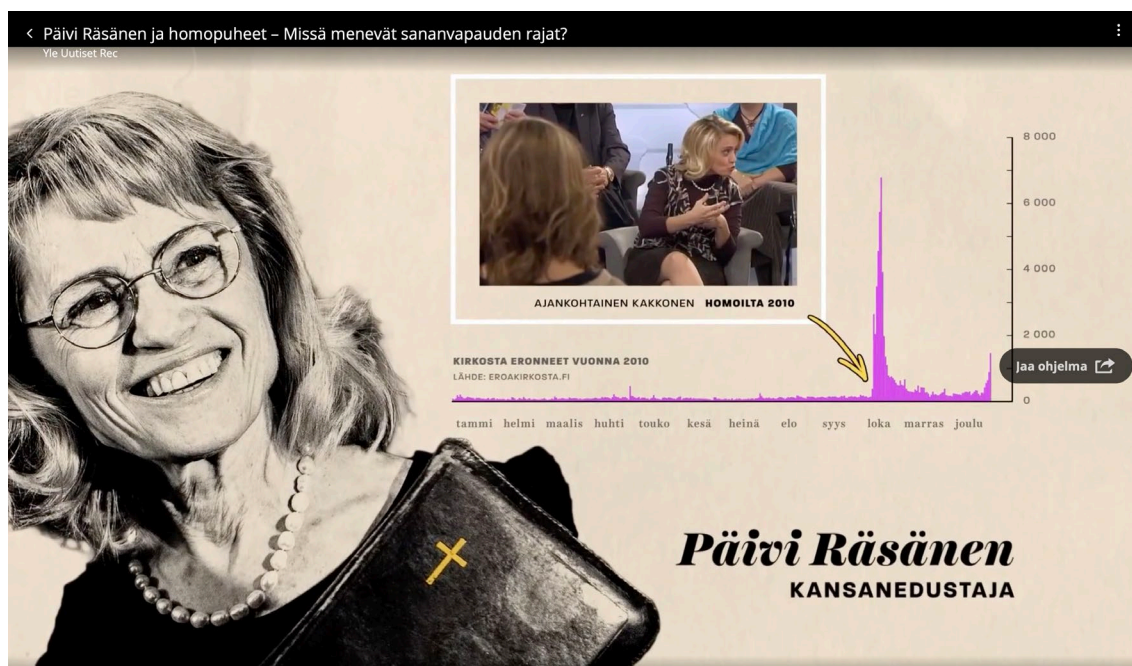 Päivi Räsänen ja homopuheet – Missä menevät sananvapauden rajat?
Yle Uutiset Rec
AJANKOHTAINEN KAKKONEN HOMOILTA 2010
8 000
6 000
4 000
2 000
0
KIRKOSTA ERONNEET VUONNA 2010
LÄHDE: EROAKIRKOSTA.FI
Jaa ohjelma
tammi helmi maalis huhti touko kesä heinä elo syys loka marras joulu
Päivi Räsänen
KANSANEDUSTAJA